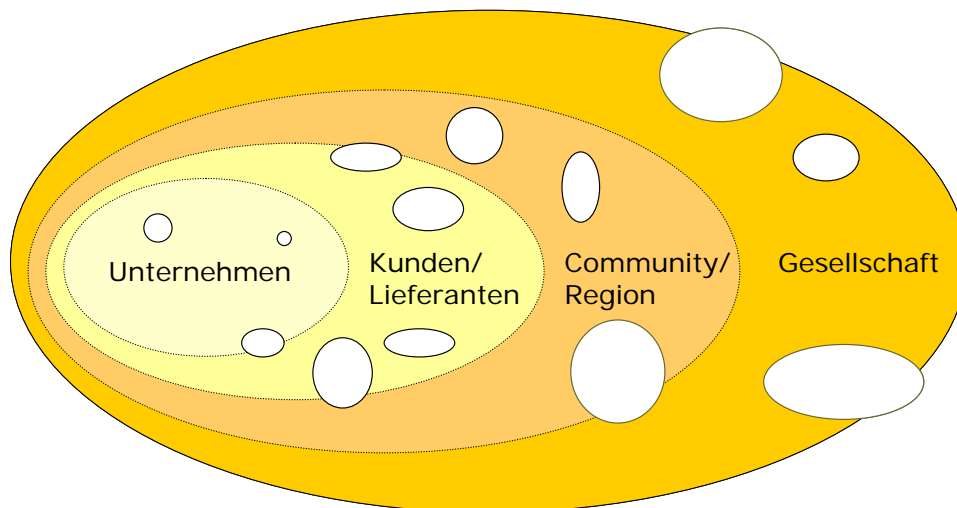 Unternehmen
Kunden/
Lieferanten
Community/
Region
Gesellschaft